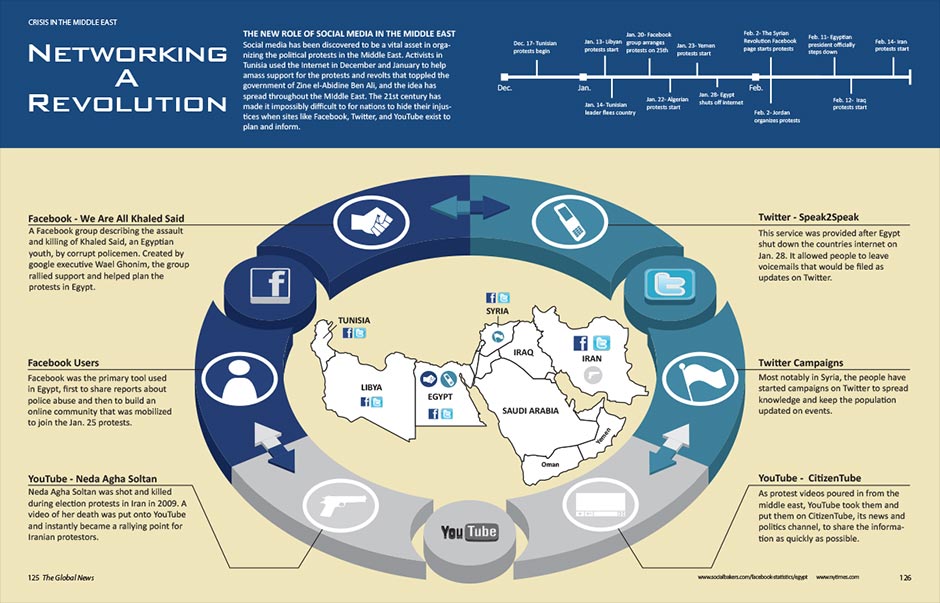 CRISIS IN THE MIDDLE EAST
NETWORKING
A
REVOLUTION
THE NEW ROLE OF SOCIAL MEDIA IN THE MIDDLE EAST
Social media has been discovered to be a vital asset in orga-
nizing the political protests in the Middle East. Activists in
Tunisia used the Internet in December and January to help
amass support for the protests and revolts that toppled the
government of Zine el-Abidine Ben Ali, and the idea has
spread throughout the Middle East. The 21st century has
made it impossibly difficult to for nations to hide their injus-
tices when sites like Facebook, Twitter, and YouTube exist to
plan and inform.
Dec. 17- Tunisian
protests begin
Jan. 13- Libyan
protests start
Jan. 20- Facebook
group arranges
protests on 25th
Jan. 23- Yemen
protests start
Feb. 2- The Syrian
Revolution Facebook
page starts protests
Feb. 11- Egyptian
president officially
steps down
Feb. 14- Iran
protests start
Dec.
Jan.
Feb.
Jan. 14- Tunisian
leader flees country
Jan. 22- Algerian
protests start
Jan. 28- Egypt
shuts off internet
Feb. 2- Jordan
organizes protests
Feb. 12- Iraq
protests start
Facebook - We Are All Khaled Said
A Facebook group describing the assault
and killing of Khaled Said, an Egyptian
youth, by corrupt policemen. Created by
google executive Wael Ghonim, the group
rallied support and helped plan the
protests in Egypt.
Facebook Users
Facebook was the primary tool used
in Egypt, first to share reports about
police abuse and then to build an
online community that was mobilized
to join the Jan. 25 protests.
YouTube - Neda Agha Soltan
Neda Agha Soltan was shot and killed
during election protests in Iran in 2009. A
video of her death was put onto YouTube
and instantly became a rallying point for
Iranian protestors.
f
t
TUNISIA
f t
LIBYA
f t
EGYPT
f t
f t
SYRIA
IRAQ
f t
IRAN
SAUDI ARABIA
Yemen
Oman
YouTube
Twitter - Speak2Speak
This service was provided after Egypt
shut down the countries internet on
Jan. 28. It allowed people to leave
voicemails that would be filed as
updates on Twitter.
Twitter Campaigns
Most notably in Syria, the people have
started campaigns on Twitter to spread
knowledge and keep the population
updated on events.
YouTube - CitizenTube
As protest videos poured in from the
middle east, YouTube took them and
put them on CitizenTube, its news and
politics channel, to share the informa-
tion as quickly as possible.
125 The Global News
www.socialbakers.com/facebook-statistics/egypt www.nytimes.com
126